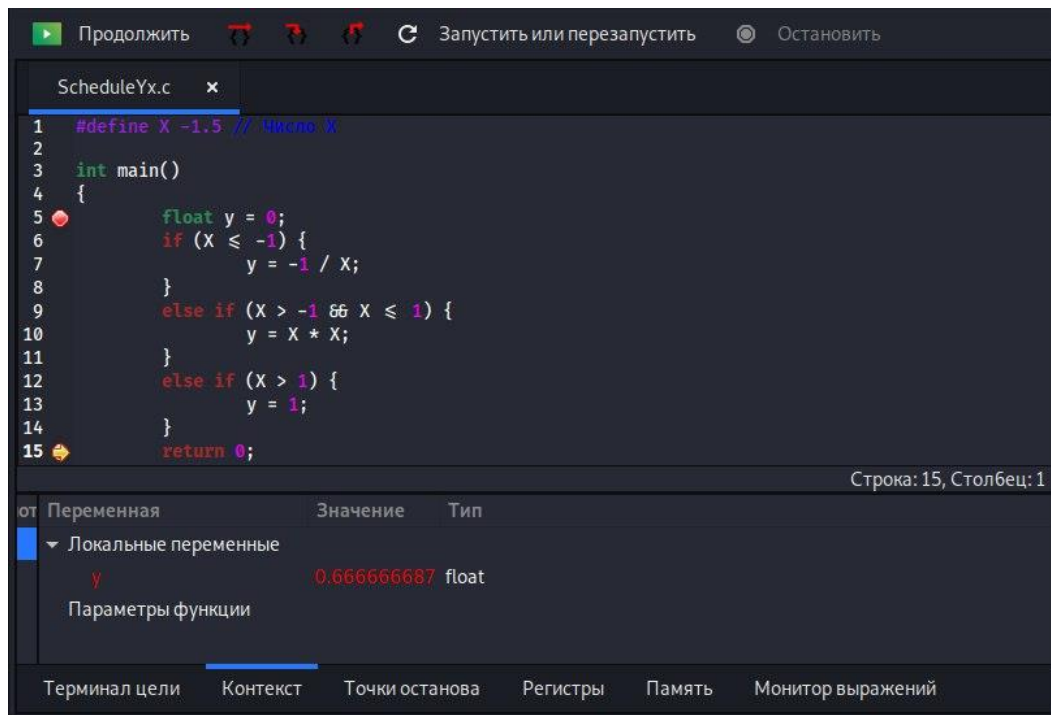 Продолжить Запустить или перезапустить Остановить
ScheduleYx.c ×
1 #define X -1.5 // Число X
2
3 int main()
4 {
5 float y = 0;
6 if (X ⩽ -1) {
7 y = -1 / X;
8 }
9 else if (X > -1 && X ⩽ 1) {
10 y = X * X;
11 }
12 else if (X > 1) {
13 y = 1;
14 }
15 return 0;
Строка: 15, Столбец: 1
от Переменная Значение Тип
Локальные переменные
y 0.666666687 float
Параметры функции
Терминал цели Контекст Точки останова Регистры Память Монитор выражений